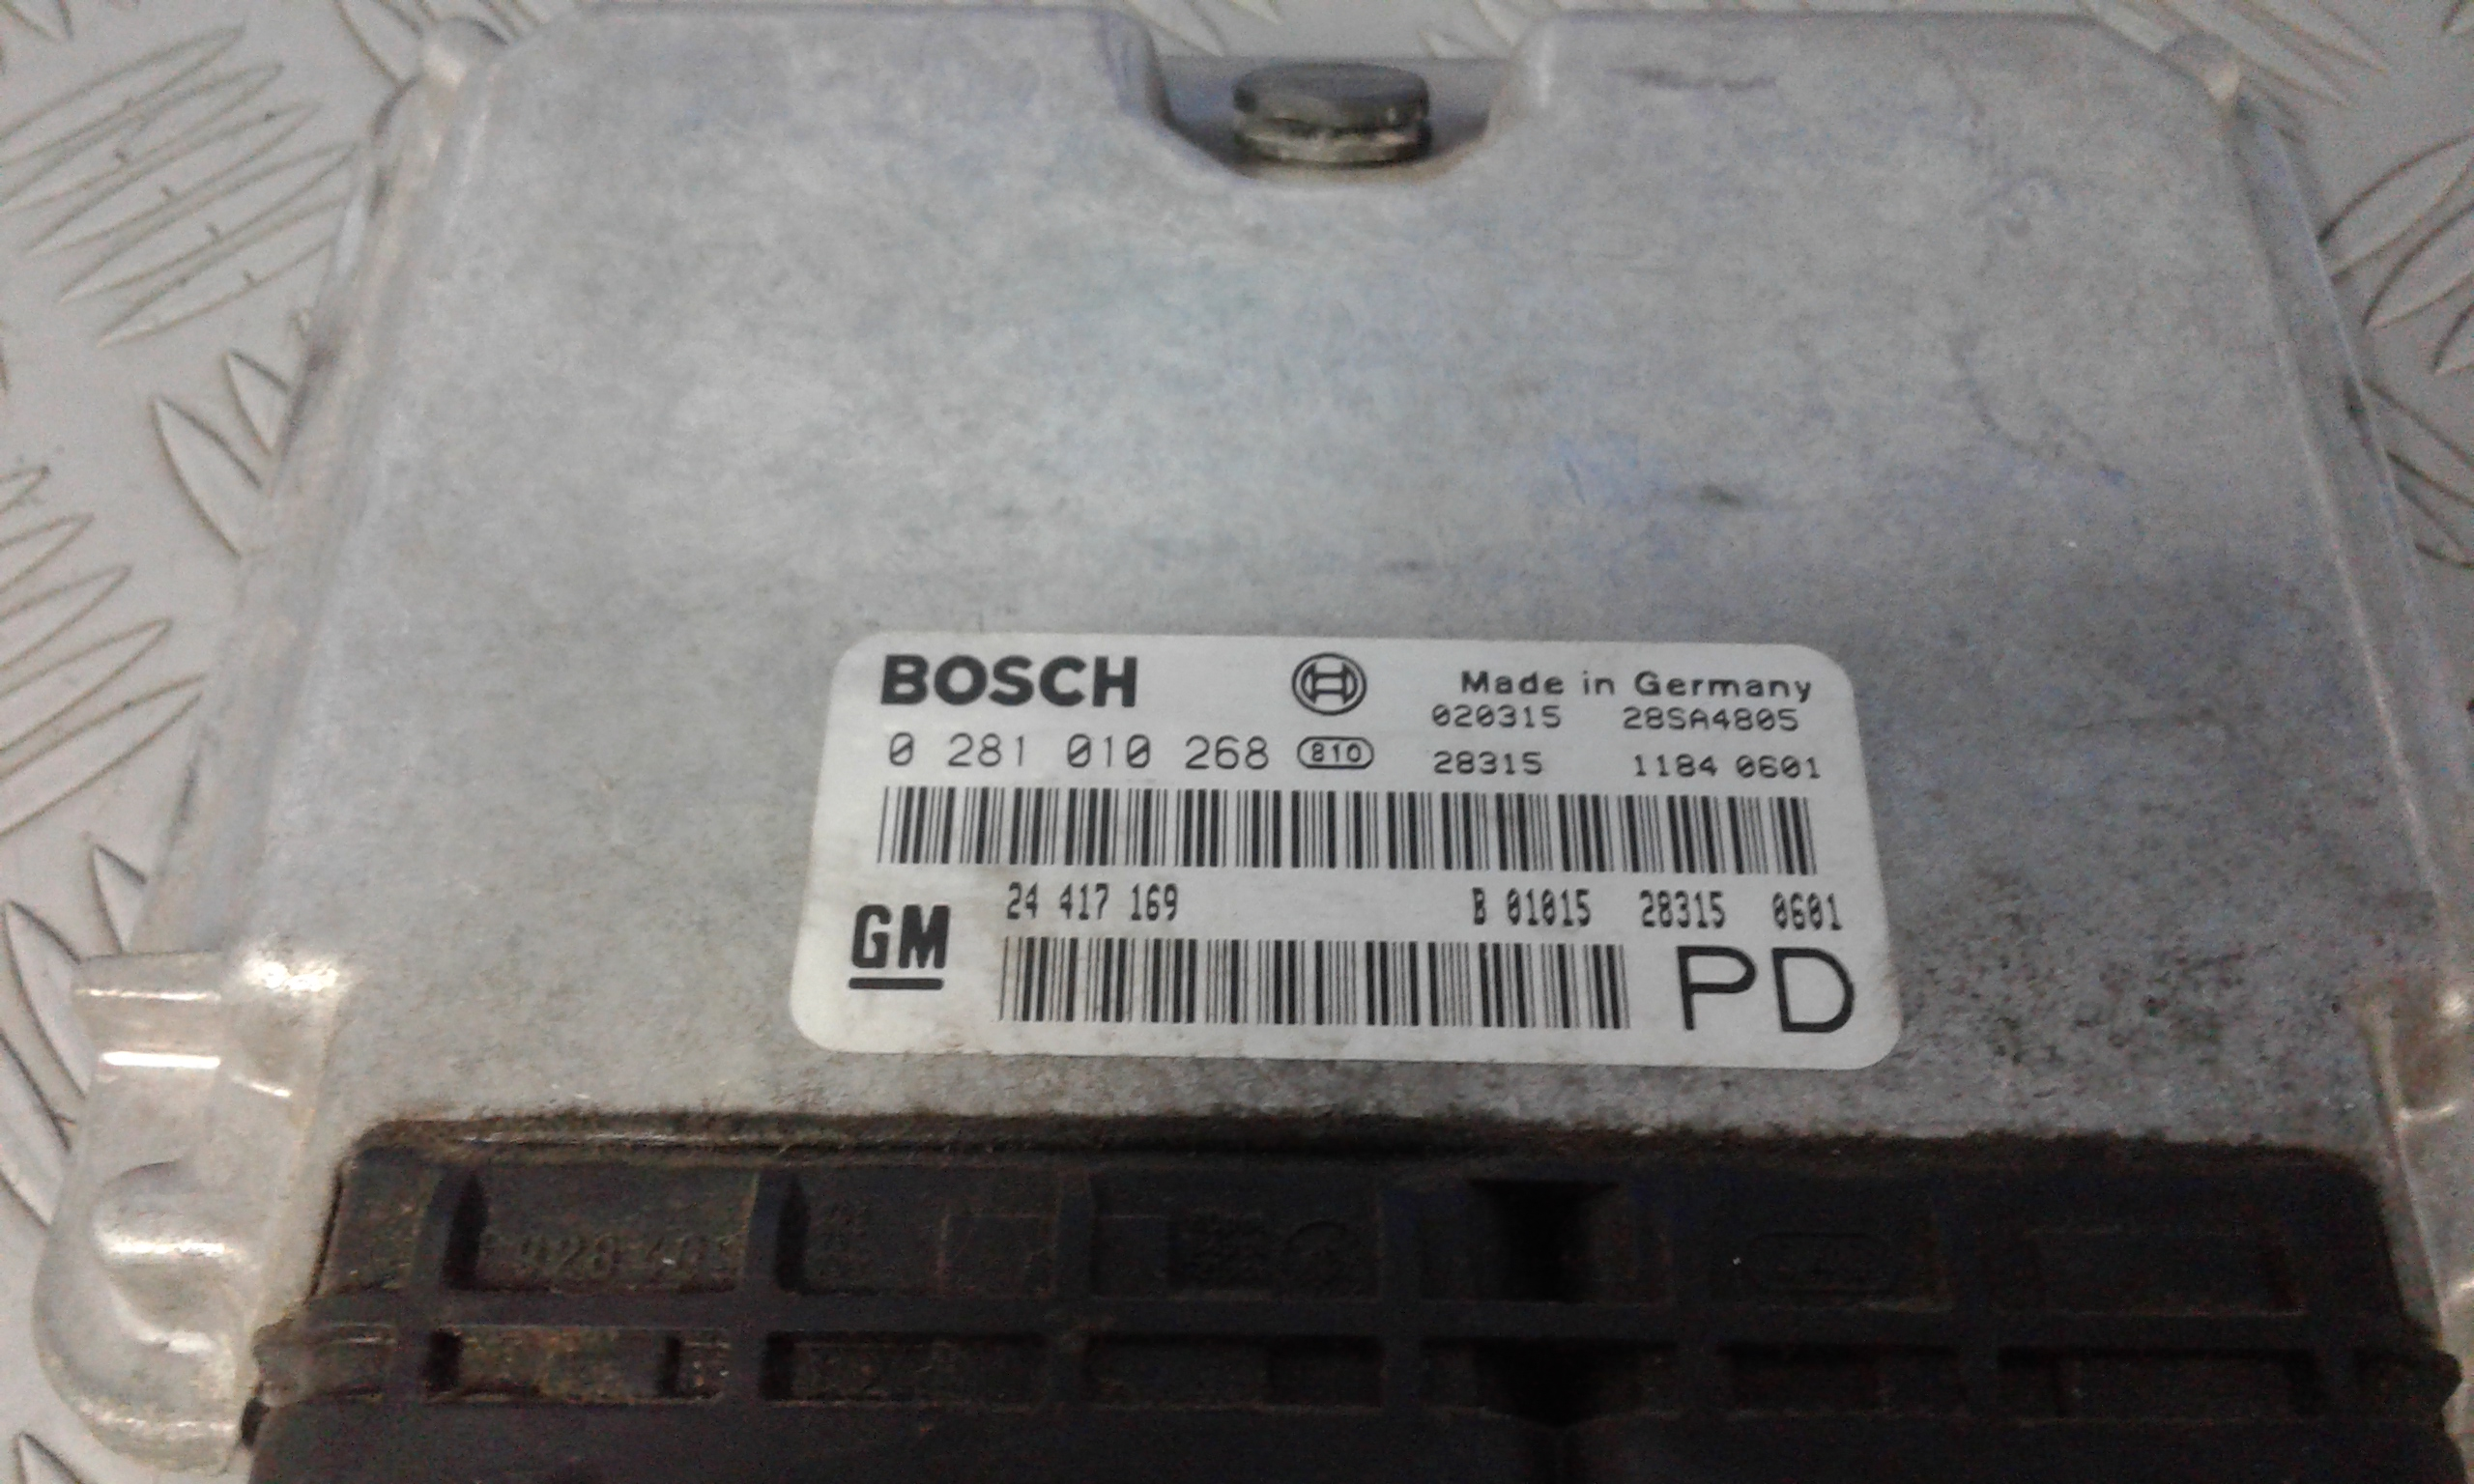 BOSCH
Made in Germany
020315 28SA4805
0 281 010 268 810
28315 1184 0601
24 417 169
B 01015 28315 0601
GM
PD